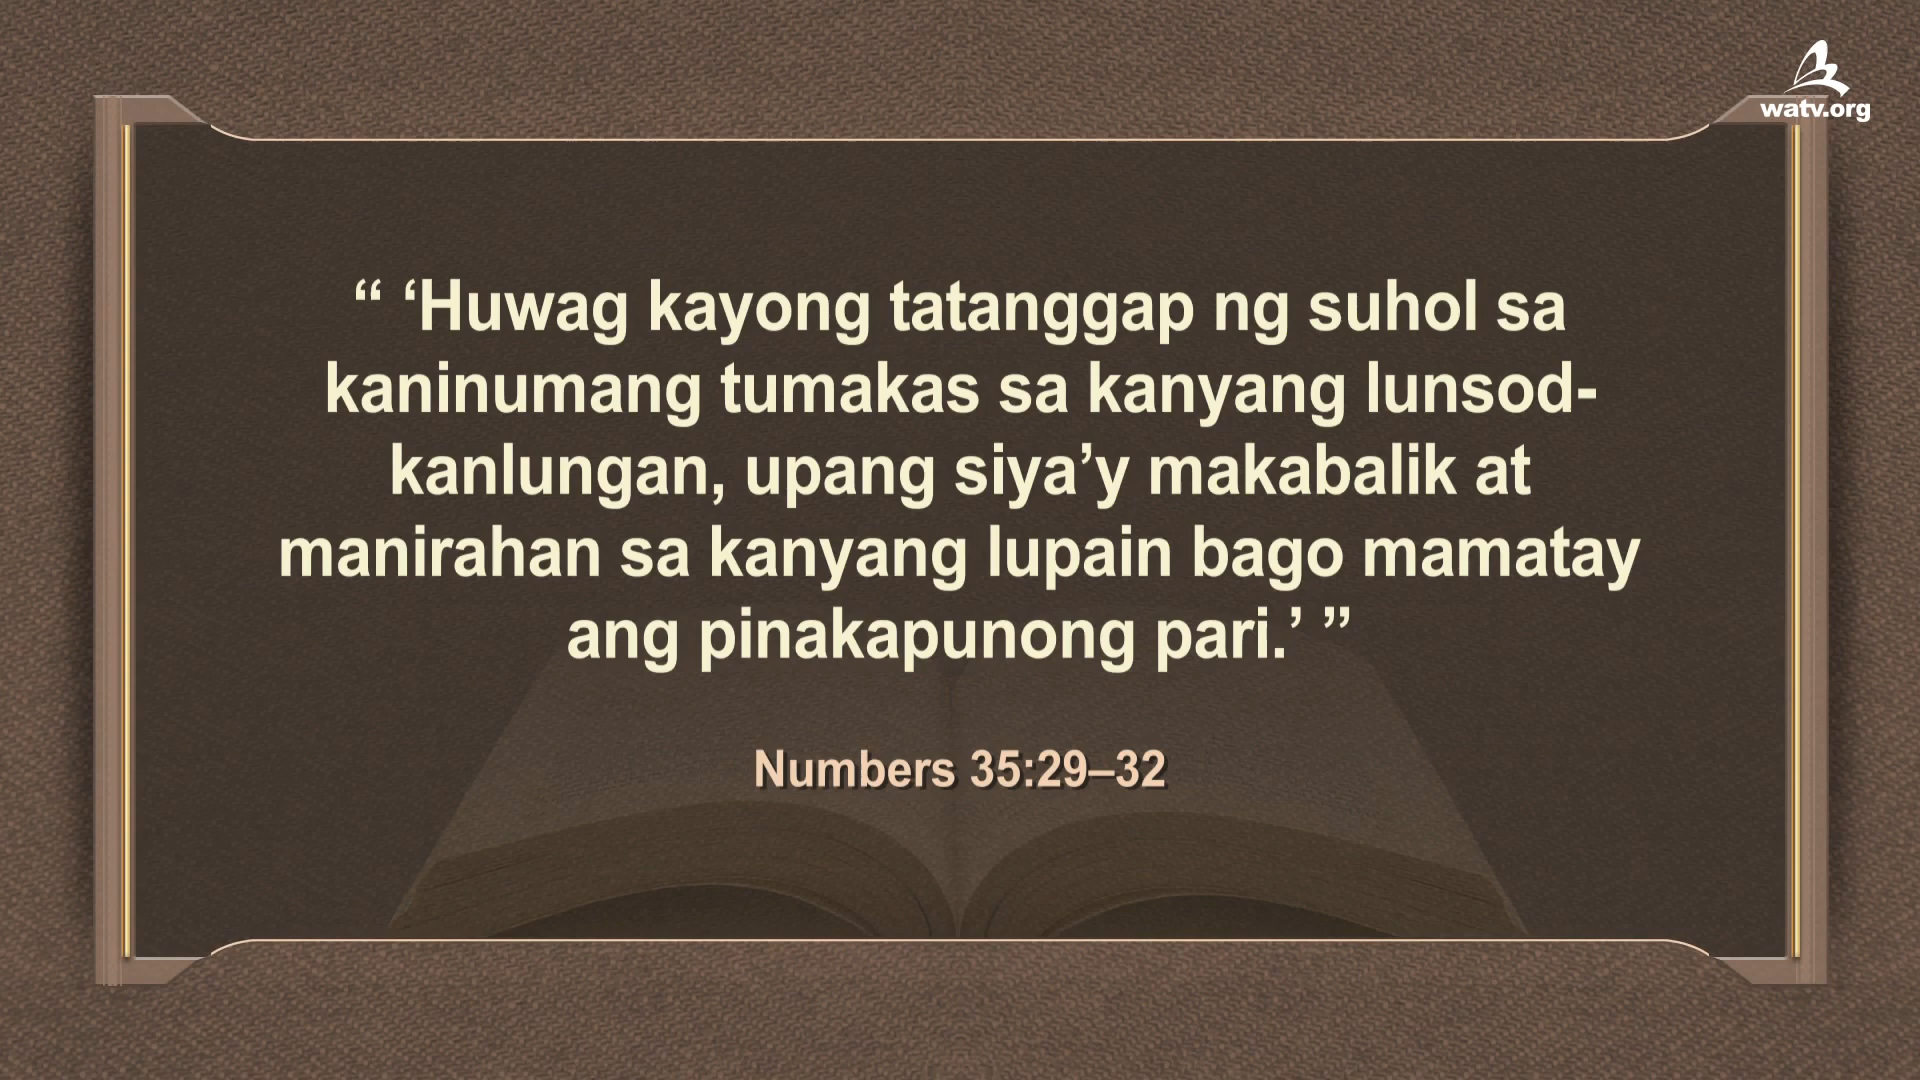 watv.org
“ ‘Huwag kayong tatanggap ng suhol sa
kaninumang tumakas sa kanyang lunsod-
kanlungan, upang siya’y makabalik at
manirahan sa kanyang lupain bago mamatay
ang pinakapunong pari.’ ”
Numbers 35:29–32